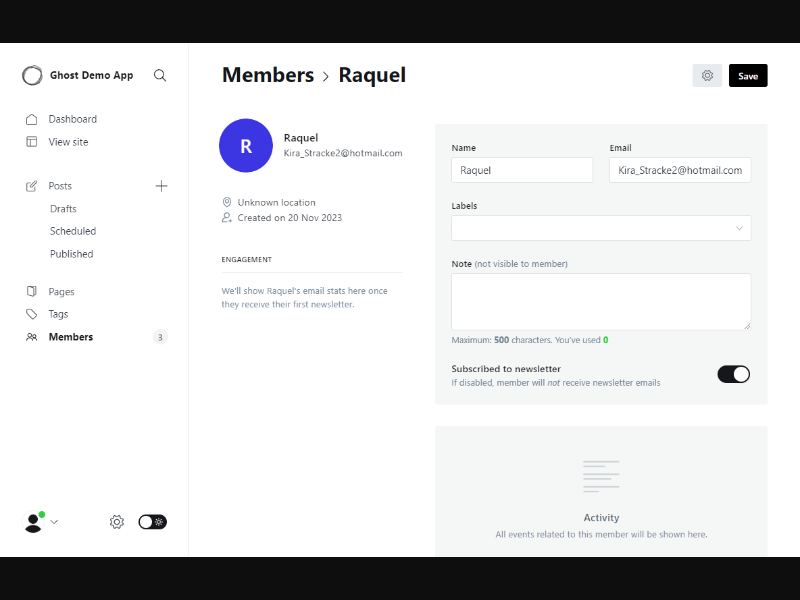 Ghost Demo App
Dashboard
View site
Posts
Drafts
Scheduled
Published
Pages
Tags
Members
3
Members > Raquel
Save
R
Raquel
Kira_Stracke2@hotmail.com
Unknown location
Created on 20 Nov 2023
ENGAGEMENT
We'll show Raquel's email stats here once
they receive their first newsletter.
Name
Raquel
Email
Kira_Stracke2@hotmail.com
Labels
Note (not visible to member)
Maximum: 500 characters. You've used 0
Subscribed to newsletter
If disabled, member will not receive newsletter emails
Activity
All events related to this member will be shown here.